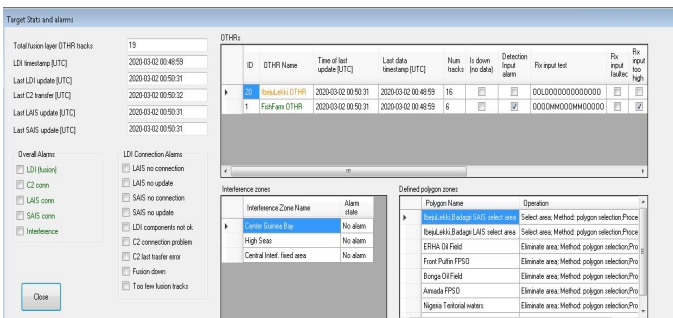 Target Stats and alarms
Total fusion layer OTHR tracks 19
LDI timestamp [UTC] 2020-03-02 00:48:59
Last LDI update [UTC] 2020-03-02 00:50:31
Last C2 transfer [UTC] 2020-03-02 00:50:32
Last LAIS update [UTC] 2020-03-02 00:50:31
Last SAIS update [UTC] 2020-03-02 00:50:31
Overall Alarms
LDI (fusion)
C2 conn
LAIS conn
SAIS conn
Interference
LDI Connection Alarms
LAIS no connection
LAIS no update
SAIS no connection
SAIS no update
LDI components not ok
C2 connection problem
C2 last trasfer error
Fusion down
Too few fusion tracks
Close
OTHRs
ID OTHR Name Time of last update [UTC] Last data timestamp [UTC] Num tracks Is down (no data) Detection Input alarm Rx input test Rx input faultec Rx input too high
20 IbejuLekki OTHR 2020-03-02 00:50:31 2020-03-02 00:48:59 16 00L0000000000000
1 FishFarm OTHR 2020-03-02 00:50:31 2020-03-02 00:48:59 6 0000MM000MM00000
Interference zones
Interference Zone Name Alarm state
Center Guinea Bay No alarm
High Seas No alarm
Central Interf. fixed area No alarm
Defined polygon zones
Polygon Name Operation
IbejuLekki,Badagri SAIS select area Select area; Method: polygon selection;Proce
IbejuLekki,Badagri LAIS select area Select area; Method: polygon selection;Proce
ERHA Oil Field Eliminate area; Method: polygon selection;Pro
Front Puffin FPSO Eliminate area; Method: polygon selection;Pro
Bonga Oil Field Eliminate area; Method: polygon selection;Pro
Armada FPSO Eliminate area; Method: polygon selection;Pro
Nigeria Teritorial waters Eliminate area; Method: polygon selection;Pro